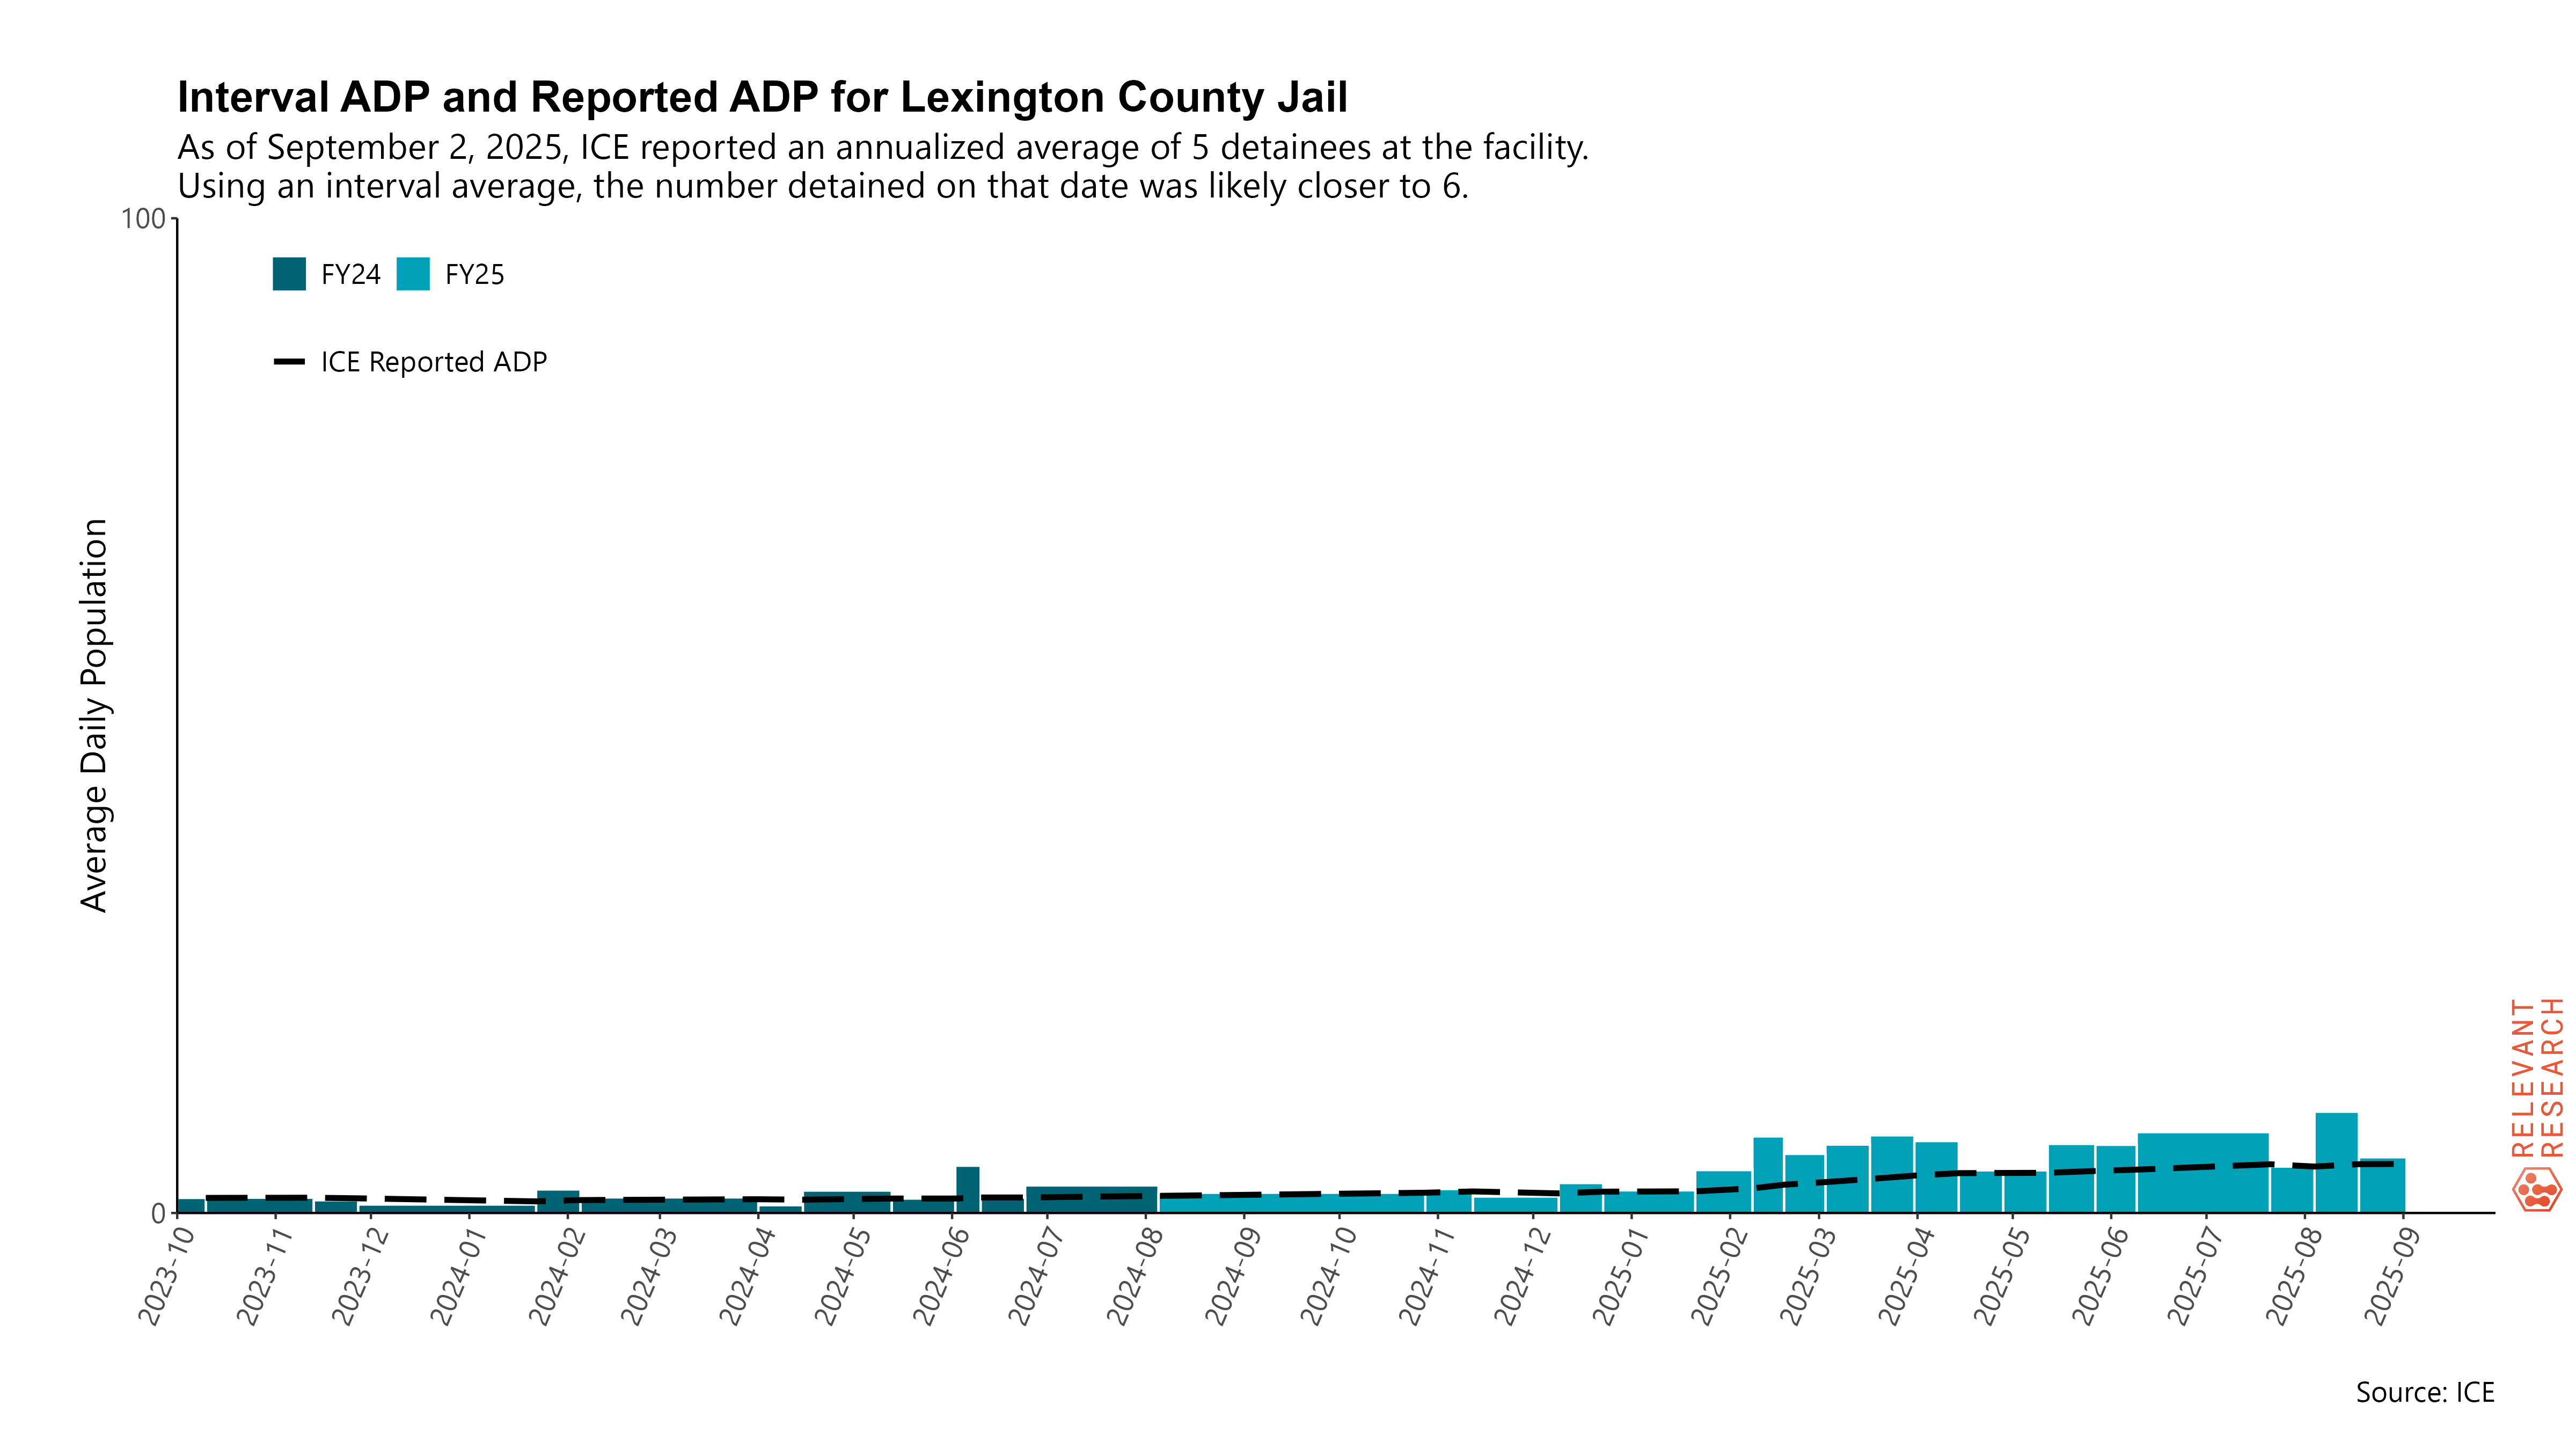 Interval ADP and Reported ADP for Lexington County Jail
As of September 2, 2025, ICE reported an annualized average of 5 detainees at the facility.
Using an interval average, the number detained on that date was likely closer to 6.
100
FY24 FY25
ICE Reported ADP
Average Daily Population
0
2023-10 2023-11 2023-12 2024-01 2024-02 2024-03 2024-04 2024-05 2024-06 2024-07 2024-08 2024-09 2024-10 2024-11 2024-12 2025-01 2025-02 2025-03 2025-04 2025-05 2025-06 2025-07 2025-08 2025-09
RELEVANT
RESEARCH
Source: ICE